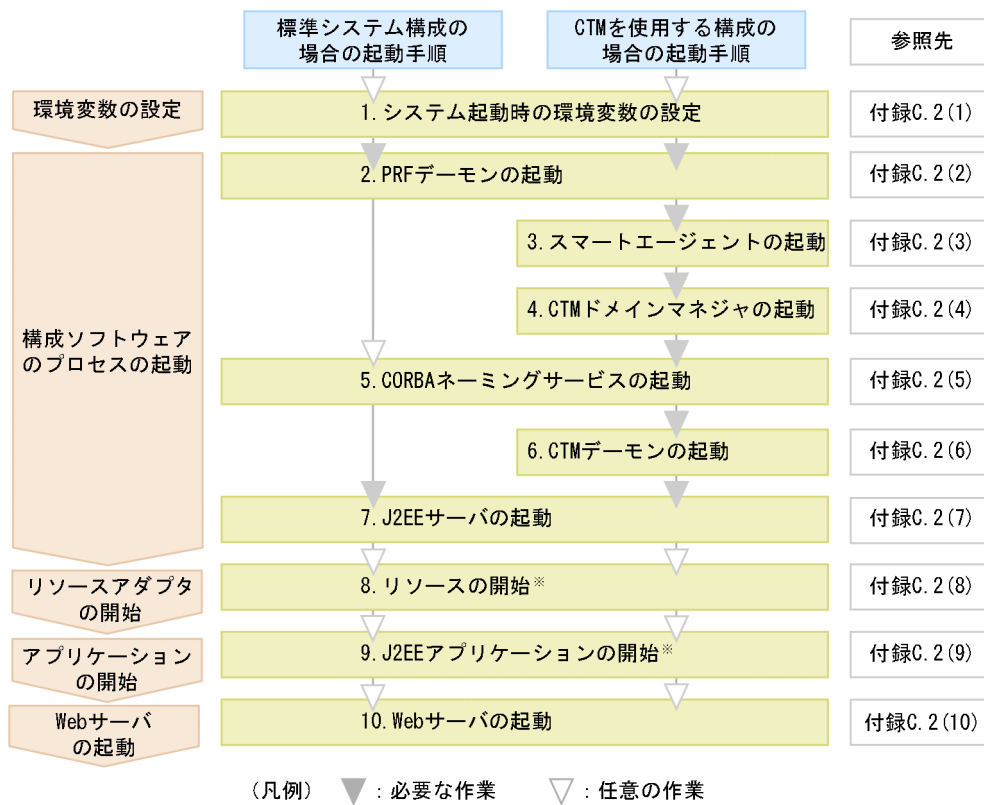 標準システム構成の
場合の起動手順
CTMを使用する構成の
場合の起動手順
参照先
環境変数の設定
1.システム起動時の環境変数の設定
付録C.2(1)
2.PRFデーモンの起動
付録C.2(2)
3.スマートエージェントの起動
付録C.2(3)
4.CTMドメインマネジャの起動
付録C.2(4)
構成ソフトウェア
のプロセスの起動
5.CORBAネーミングサービスの起動
付録C.2(5)
6.CTMデーモンの起動
付録C.2(6)
7.J2EEサーバの起動
付録C.2(7)
リソースアダプタ
の開始
8.リソースの開始※
付録C.2(8)
アプリケーション
の開始
9.J2EEアプリケーションの開始※
付録C.2(9)
Webサーバ
の起動
10.Webサーバの起動
付録C.2(10)
(凡例) ▼:必要な作業 ▽:任意の作業